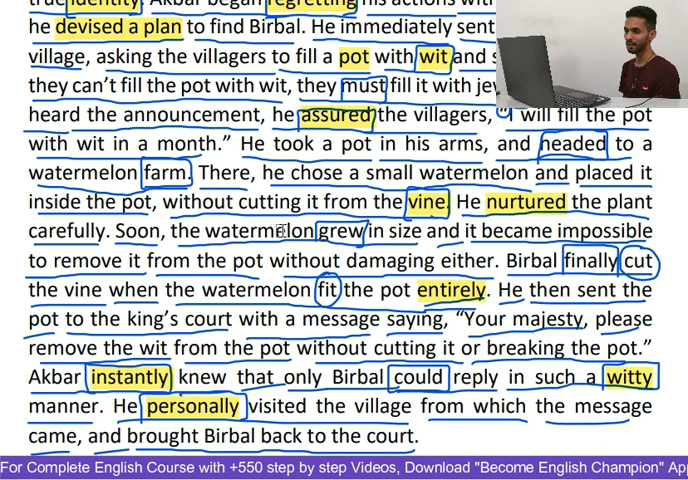 true identity. Akbar began regretting his actions
he devised a plan to find Birbal. He immediately sent
village, asking the villagers to fill a pot with wit and
they can't fill the pot with wit, they must fill it with
heard the announcement, he assured the villagers, "I will fill the pot
with wit in a month." He took a pot in his arms, and headed to a
watermelon farm. There, he chose a small watermelon and placed it
inside the pot, without cutting it from the vine. He nurtured the plant
carefully. Soon, the watermelon grew in size and it became impossible
to remove it from the pot without damaging either. Birbal finally cut
the vine when the watermelon fit the pot entirely. He then sent the
pot to the king's court with a message saying, "Your majesty, please
remove the wit from the pot without cutting it or breaking the pot."
Akbar instantly knew that only Birbal could reply in such a witty
manner. He personally visited the village from which the message
came, and brought Birbal back to the court.
For Complete English Course with +550 step by step Videos, Download "Become English Champion" Ap